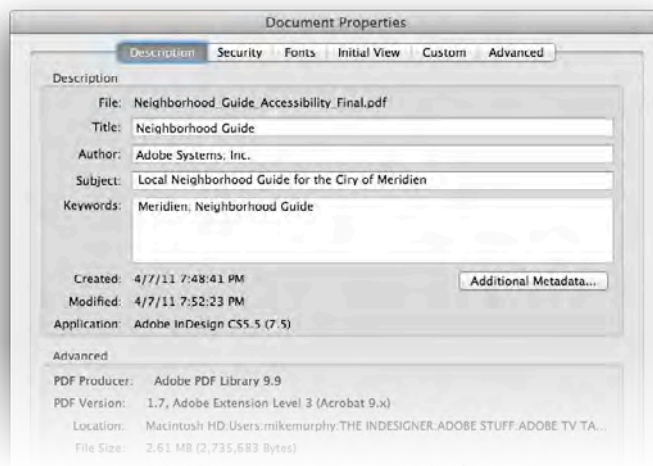 Document Properties
Description Security Fonts Initial View Custom Advanced
Description
File: Neighborhood_Guide_Accessibility_Final.pdf
Title: Neighborhood Guide
Author: Adobe Systems, Inc.
Subject: Local Neighborhood Guide for the Ciry of Meridien
Keywords: Meridien; Neighborhood Guide
Created: 4/7/11 7:48:41 PM
Additional Metadata...
Modified: 4/7/11 7:52:23 PM
Application: Adobe InDesign CS5.5 (7.5)
Advanced
PDF Producer: Adobe PDF Library 9.9
PDF Version: 1.7, Adobe Extension Level 3 (Acrobat 9.x)
Location: Macintosh HD:Users:mikemurphy:THE INDESIGNER:ADOBE STUFF:ADOBE TV TA...
File Size: 2.61 MB (2,735,683 Bytes)